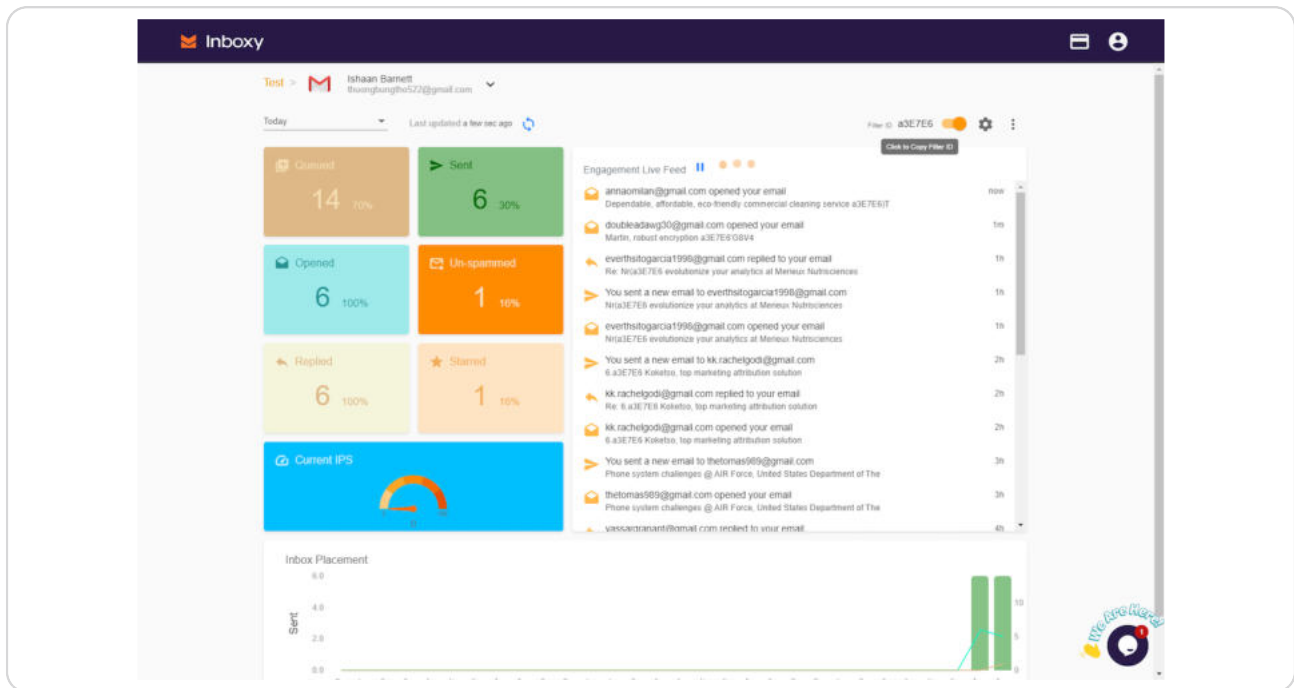 Inboxy
Test >
Ishaan Barnett
thuongbungtho522@gmail.com
Today
Last updated a few sec ago
Filter ID a3E7E6
Click to Copy Filter ID
Queued
14 70%
Sent
6 30%
Opened
6 100%
Un-spammed
1 16%
Replied
6 100%
Starred
1 16%
Current IPS
Engagement Live Feed
annaomilan@gmail.com opened your email
now
Dependable, affordable, eco-friendly commercial cleaning service a3E7E6)T
doubleadawg30@gmail.com opened your email
1m
Martin, robust encryption a3E7E6'G8V4
everthsitogarcia1998@gmail.com replied to your email
1h
Re: Nr(a3E7E6 evolutionize your analytics at Merieux Nutrisciences
You sent a new email to everthsitogarcia1998@gmail.com
1h
Nr(a3E7E6 evolutionize your analytics at Merieux Nutrisciences
everthsitogarcia1998@gmail.com opened your email
1h
Nr(a3E7E6 evolutionize your analytics at Merieux Nutrisciences
You sent a new email to kk.rachelgodi@gmail.com
2h
6.a3E7E6 Koketso, top marketing attribution solution
kk.rachelgodi@gmail.com replied to your email
2h
Re: 6.a3E7E6 Koketso, top marketing attribution solution
kk.rachelgodi@gmail.com opened your email
2h
6.a3E7E6 Koketso, top marketing attribution solution
You sent a new email to thetomas989@gmail.com
3h
Phone system challenges @ AIR Force, United States Department of The
thetomas989@gmail.com opened your email
3h
Phone system challenges @ AIR Force, United States Department of The
replied to your email
4h
Inbox Placement
6.0
4.0
2.0
0.0
Sent
10
5
0
We Are Here!
1